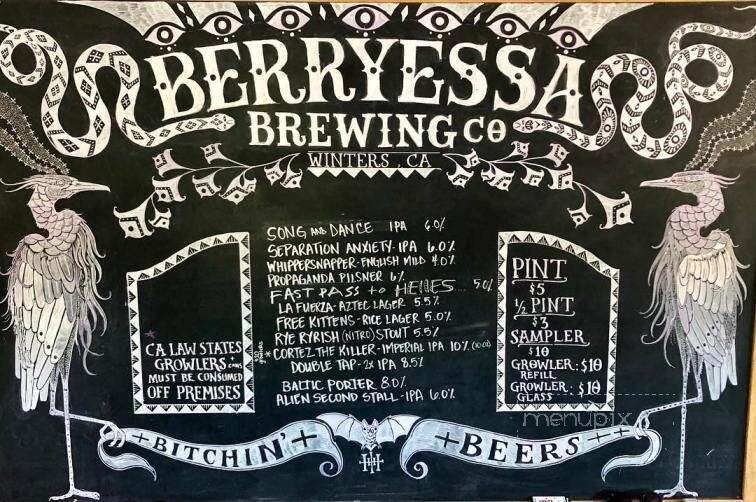 BERRYESSA
BREWING CO
WINTERS, CA
SONG AND DANCE IPA 6.0%
SEPARATION ANXIETY-IPA 6.0%
WHIPPERSNAPPER-ENGLISH MILD 4.0%
PROPAGANDA PILSNER 6%
FAST PASS to HEHES... 5.0%
LA FUERZA-AZTEC LAGER 5.5%
FREE KITTENS-RICE LAGER 5.0%
RYE RYRISH (NITRO) STOUT 5.5%
* CORTEZ THE KILLER-IMPERIAL IPA 10%
DOUBLE TAP-2X IPA 8.5%
BALTIC PORTER 8.0%
ALIEN SECOND STALL-IPA 6.0%
CA LAW STATES
GROWLERS + CANS
MUST BE CONSUMED
OFF PREMISES
PINT
$5
½ PINT
$3
SAMPLER
$10
GROWLER: $10
REFILL
GROWLER: $10
GLASS
menupix
BITCHIN' BEERS